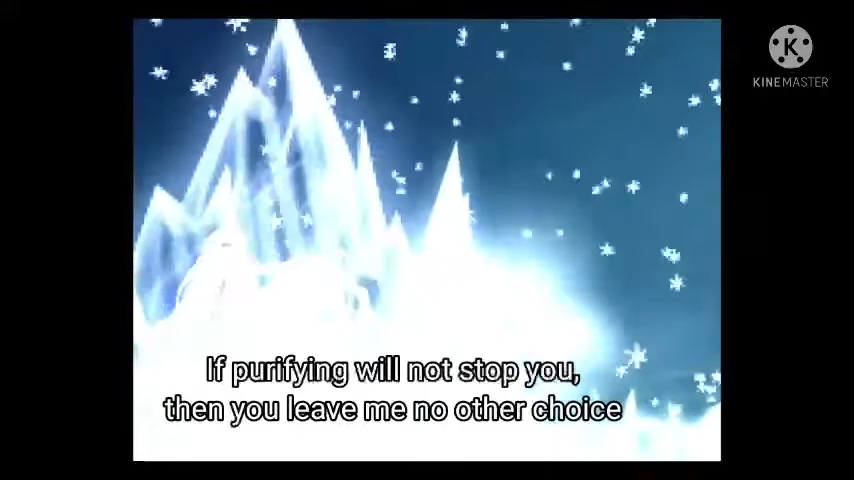 K
KINEMASTER
If purifying will not stop you,
then you leave me no other choice